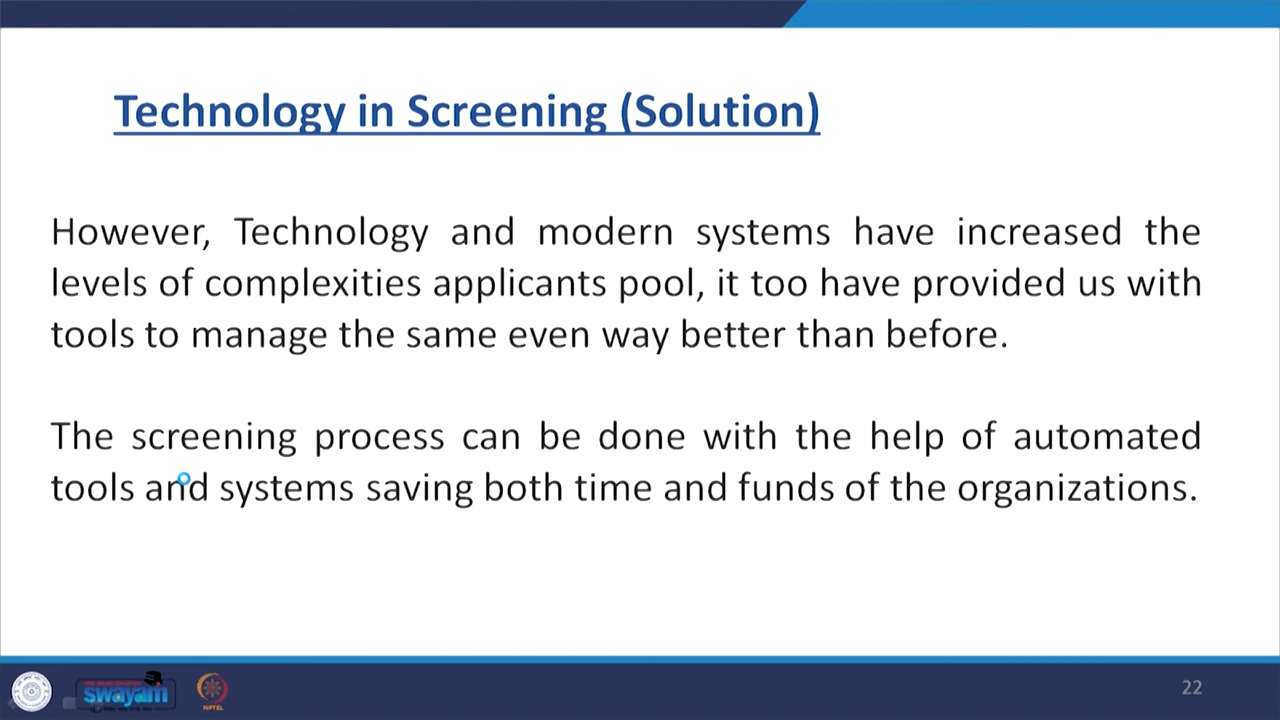 Technology in Screening (Solution)
However, Technology and modern systems have increased the
levels of complexities applicants pool, it too have provided us with
tools to manage the same even way better than before.
The screening process can be done with the help of automated
tools and systems saving both time and funds of the organizations.
swayam
NPTEL
22